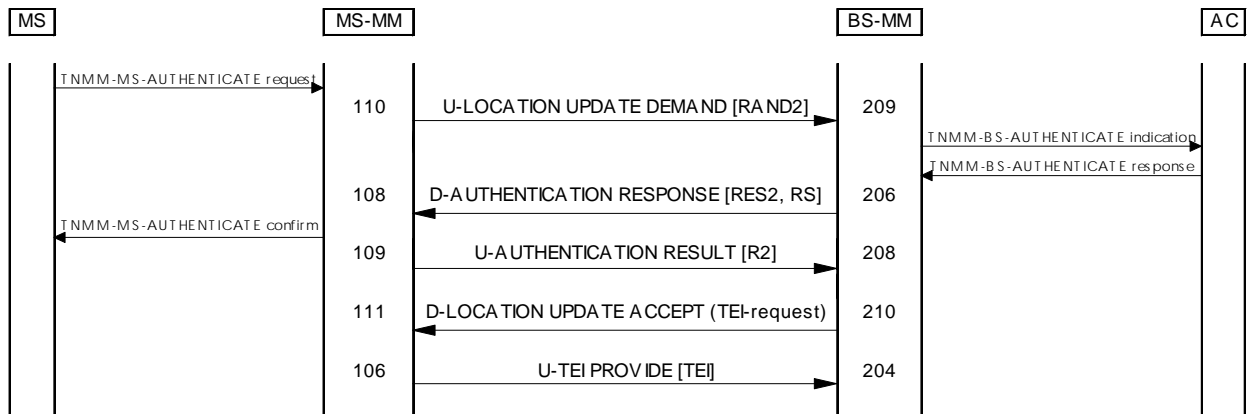 MS MS-MM BS-MM AC
TNMM-MS-AUTHENTICATE request
110 U-LOCATION UPDATE DEMAND [RAND2] 209
TNMM-BS-AUTHENTICATE indication
TNMM-BS-AUTHENTICATE response
108 D-AUTHENTICATION RESPONSE [RES2, RS] 206
TNMM-MS-AUTHENTICATE confirm
109 U-AUTHENTICATION RESULT [R2] 208
111 D-LOCATION UPDATE ACCEPT (TEI-request) 210
106 U-TEI PROVIDE [TEI] 204